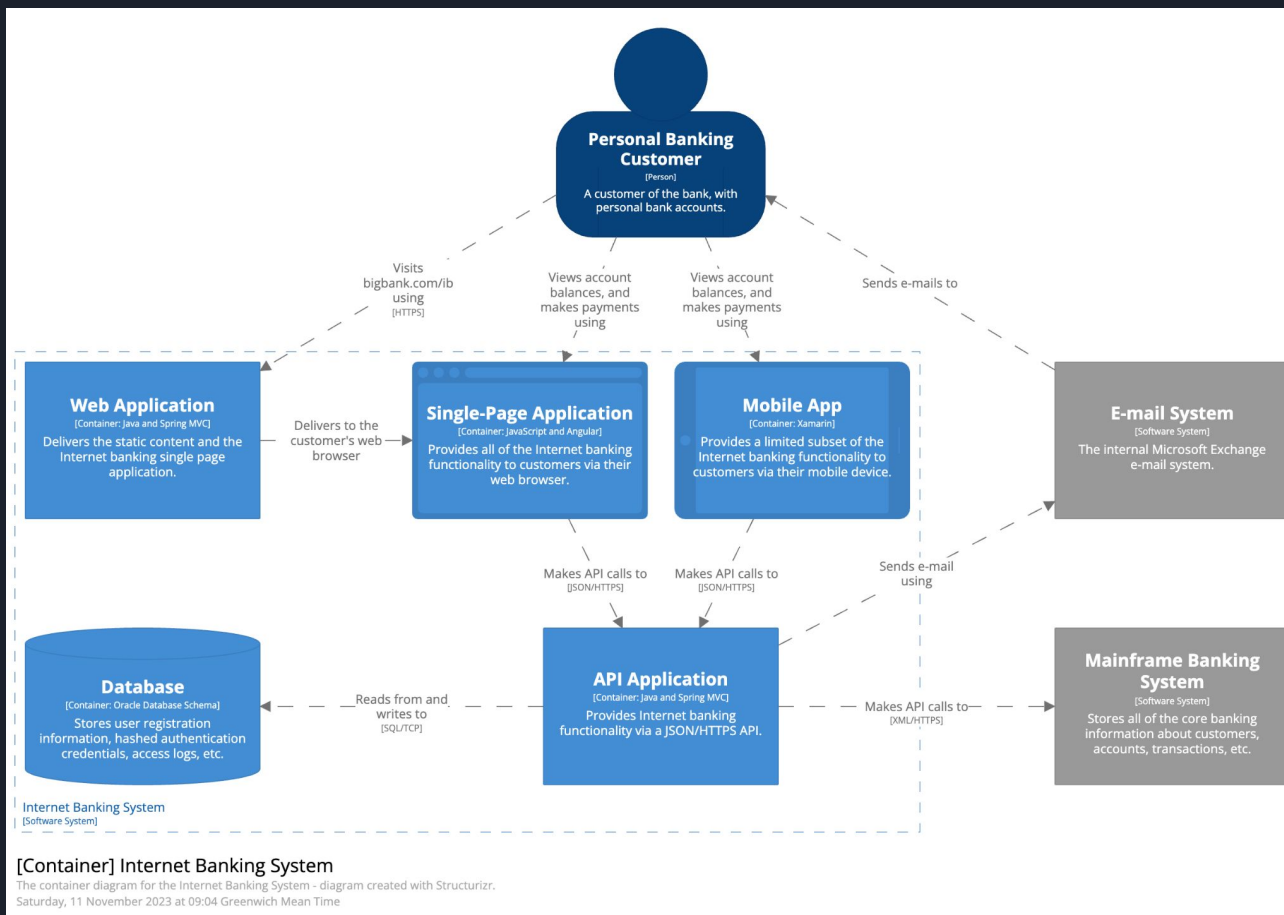 Personal Banking
Customer
[Person]
A customer of the bank, with
personal bank accounts.
Visits
bigbank.com/ib
using
[HTTPS]
Views account
balances, and
makes payments
using
Views account
balances, and
makes payments
using
Sends e-mails to
Web Application
[Container: Java and Spring MVC]
Delivers the static content and the
Internet banking single page
application.
Delivers to the
customer's web
browser
Single-Page Application
[Container: JavaScript and Angular]
Provides all of the Internet banking
functionality to customers via their
web browser.
Mobile App
[Container: Xamarin]
Provides a limited subset of the
Internet banking functionality to
customers via their mobile device.
E-mail System
[Software System]
The internal Microsoft Exchange
e-mail system.
Makes API calls to
[JSON/HTTPS]
Makes API calls to
[JSON/HTTPS]
Sends e-mail
using
Database
[Container: Oracle Database Schema]
Stores user registration
information, hashed authentication
credentials, access logs, etc.
Reads from and
writes to
[SQL/TCP]
API Application
[Container: Java and Spring MVC]
Provides Internet banking
functionality via a JSON/HTTPS API.
Makes API calls to
[XML/HTTPS]
Mainframe Banking
System
[Software System]
Stores all of the core banking
information about customers,
accounts, transactions, etc.
Internet Banking System
[Software System]
[Container] Internet Banking System
The container diagram for the Internet Banking System - diagram created with Structurizr.
Saturday, 11 November 2023 at 09:04 Greenwich Mean Time